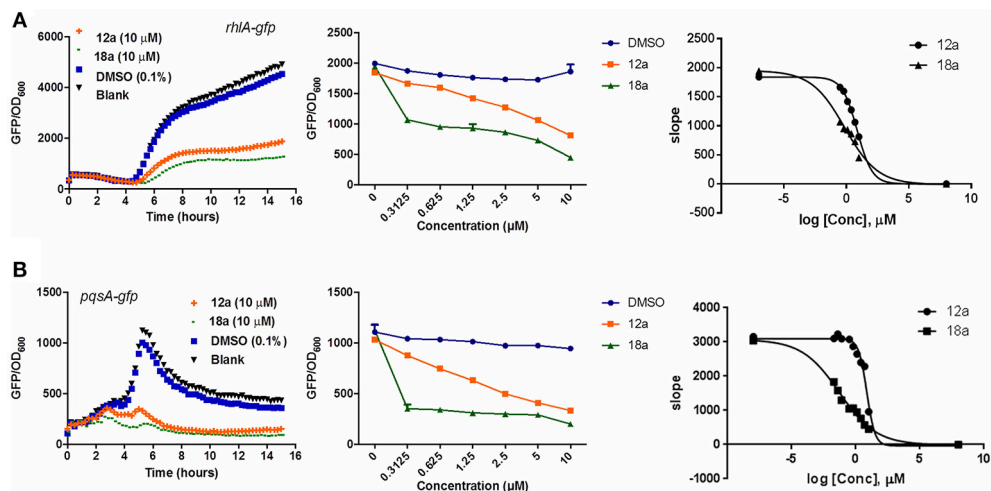 A
rhlA-gfp
12a (10 µM)
18a (10 µM)
DMSO (0.1%)
Blank
GFP/OD600
6000
4000
2000
0
0 2 4 6 8 10 12 14 16
Time (hours)
GFP/OD600
2500
2000
1500
1000
500
0
0 0.3125 0.625 1.25 2.5 5 10
Concentration (µM)
DMSO
12a
18a
slope
2500
2000
1500
1000
500
0
-500
-10 -5 0 5 10
log [Conc], µM
12a
18a
B
pqsA-gfp
12a (10 µM)
18a (10 µM)
DMSO (0.1%)
Blank
GFP/OD600
1500
1000
500
0
0 2 4 6 8 10 12 14 16
Time (hours)
GFP/OD600
1500
1000
500
0
0 0.3125 0.625 1.25 2.5 5 10
Concentration (µM)
DMSO
12a
18a
slope
4000
3000
2000
1000
0
-1000
-5 0 5 10
log [Conc], µM
12a
18a